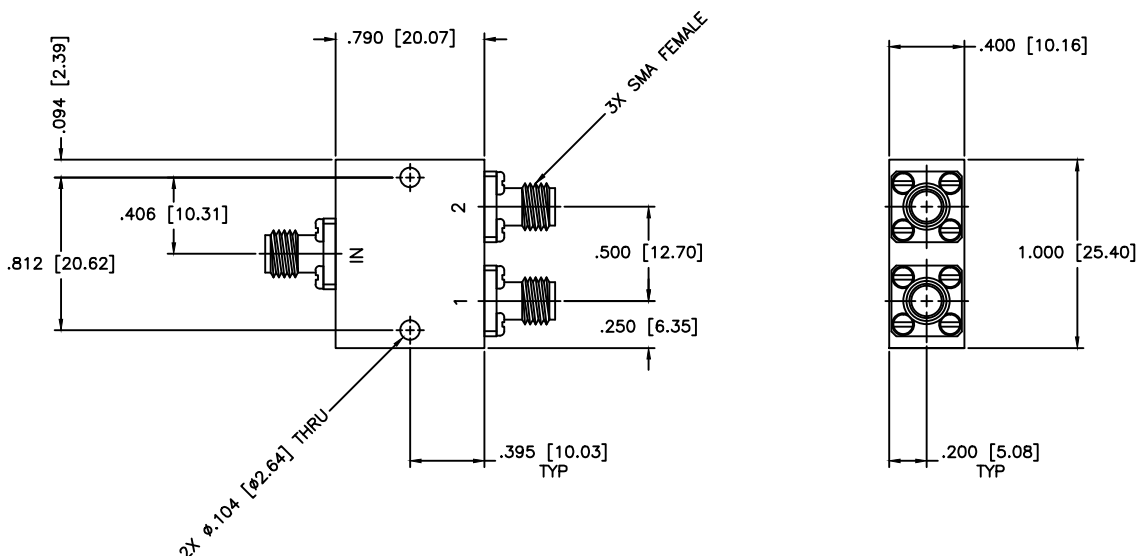 .790 [20.07]
3X SMA FEMALE
.400 [10.16]
.094 [2.39]
.406 [10.31]
2
.812 [20.62]
IN
.500 [12.70]
1.000 [25.40]
1
.250 [6.35]
2X ø.104 [ø2.64] THRU
.395 [10.03]
TYP
.200 [5.08]
TYP